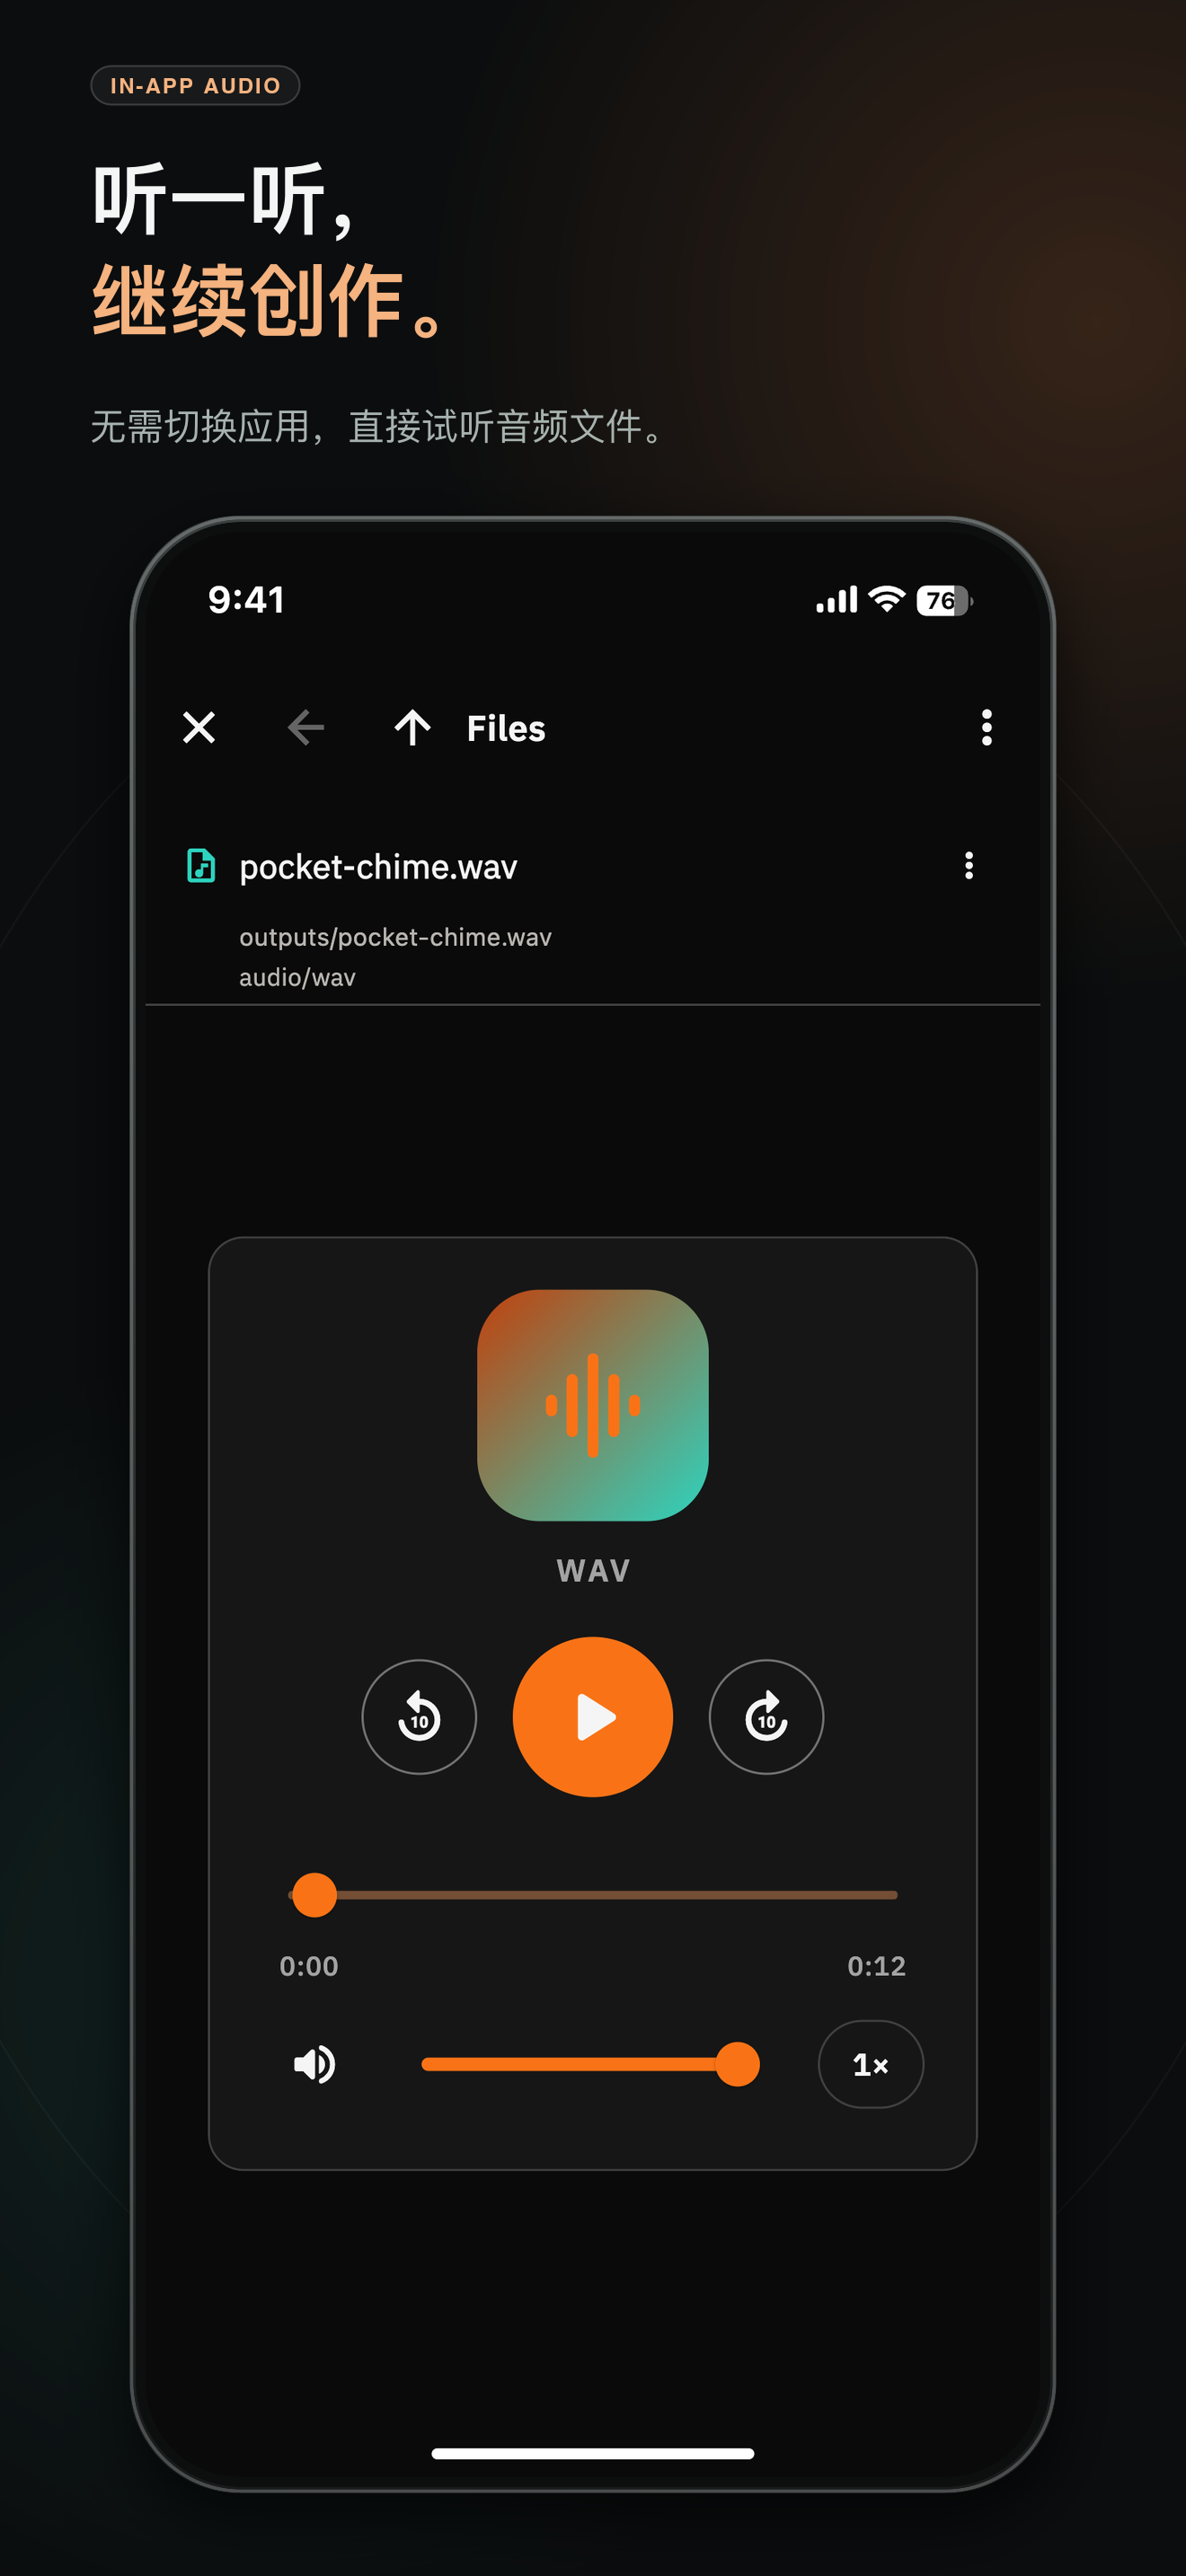 IN-APP AUDIO
听一听，
继续创作。
无需切换应用，直接试听音频文件。
9:41
76
Files
pocket-chime.wav
outputs/pocket-chime.wav
audio/wav
WAV
10
10
0:00
0:12
1×